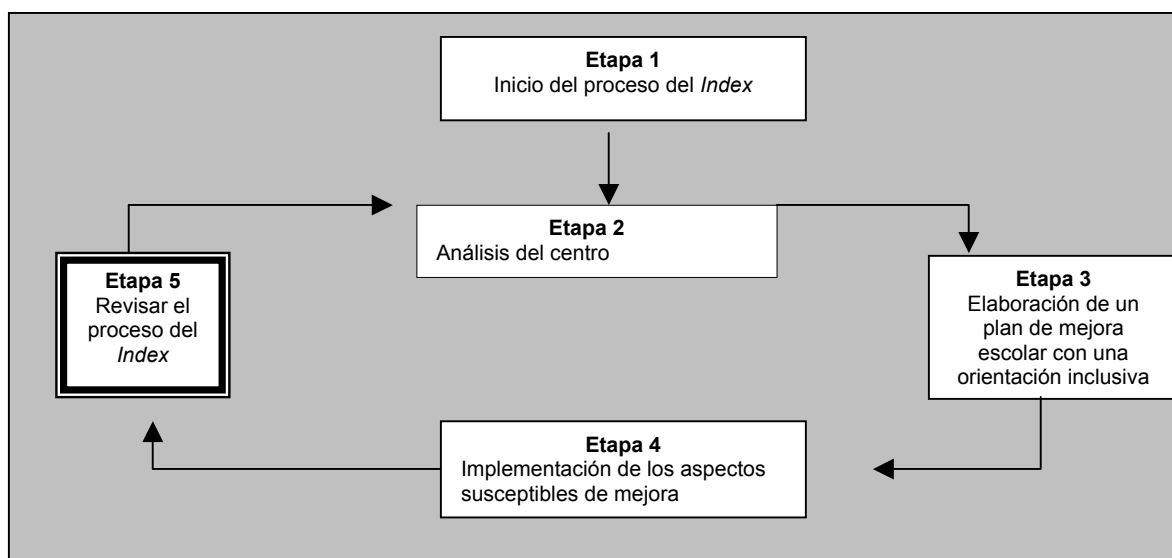 Etapa 1
Inicio del proceso del Index
Etapa 2
Análisis del centro
Etapa 3
Elaboración de un
plan de mejora
escolar con una
orientación inclusiva
Etapa 4
Implementación de los aspectos
susceptibles de mejora
Etapa 5
Revisar el
proceso del
Index